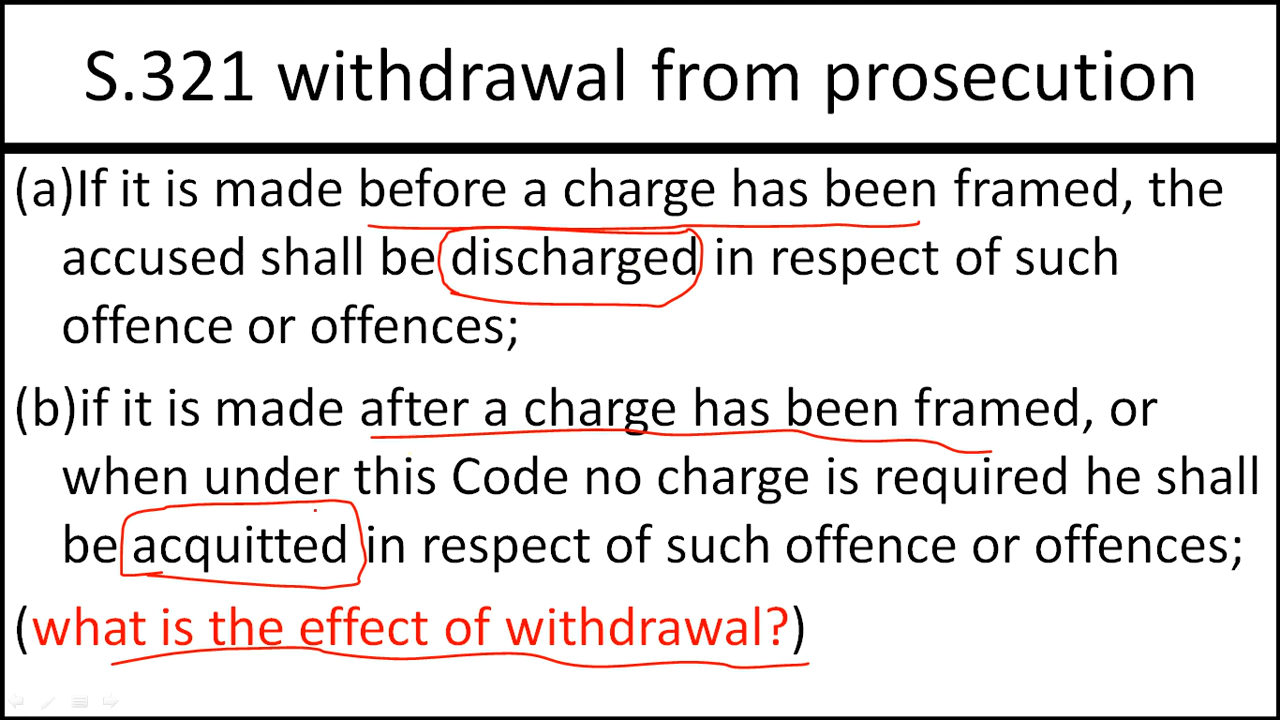 S.321 withdrawal from prosecution
(a)If it is made before a charge has been framed, the
accused shall be discharged in respect of such
offence or offences;
(b)if it is made after a charge has been framed, or
when under this Code no charge is required he shall
be acquitted in respect of such offence or offences;
(what is the effect of withdrawal?)